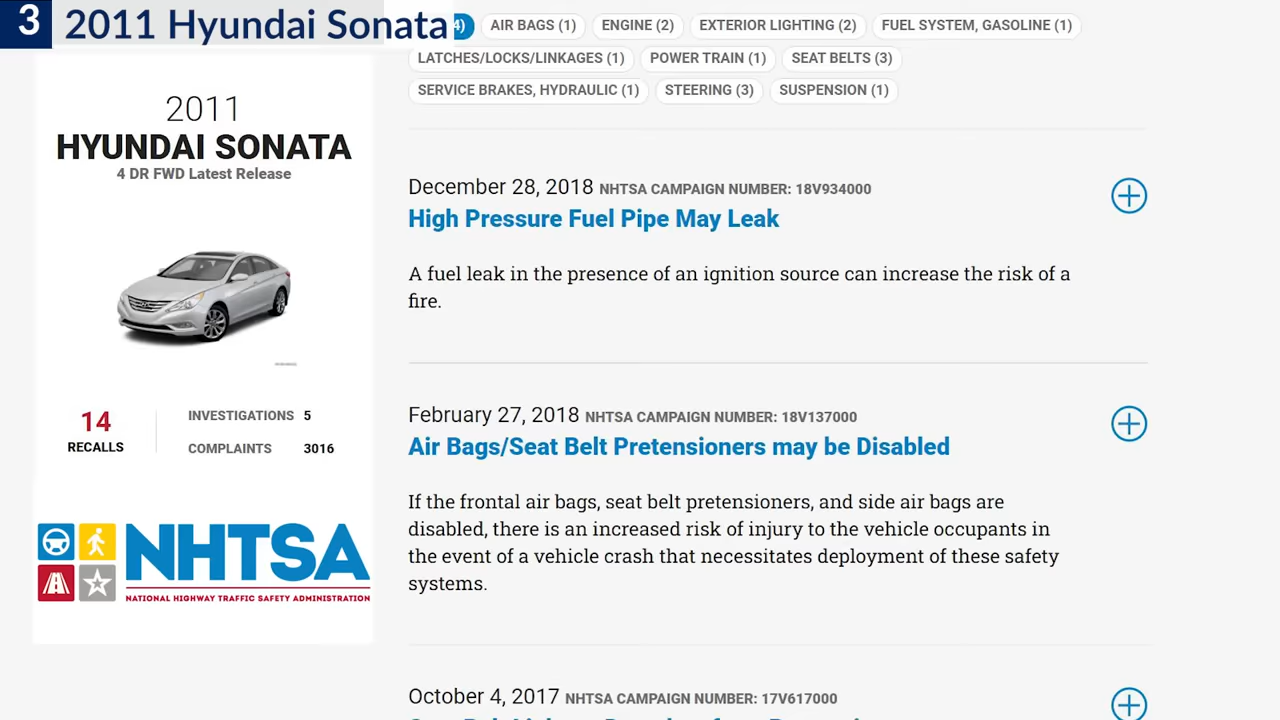 3 2011 Hyundai Sonata
4)
AIR BAGS (1)
ENGINE (2)
EXTERIOR LIGHTING (2)
FUEL SYSTEM, GASOLINE (1)
LATCHES/LOCKS/LINKAGES (1)
POWER TRAIN (1)
SEAT BELTS (3)
SERVICE BRAKES, HYDRAULIC (1)
STEERING (3)
SUSPENSION (1)
2011
HYUNDAI SONATA
4 DR FWD Latest Release
14
RECALLS
INVESTIGATIONS 5
COMPLAINTS 3016
NHTSA
NATIONAL HIGHWAY TRAFFIC SAFETY ADMINISTRATION
December 28, 2018 NHTSA CAMPAIGN NUMBER: 18V934000
High Pressure Fuel Pipe May Leak
A fuel leak in the presence of an ignition source can increase the risk of a
fire.
February 27, 2018 NHTSA CAMPAIGN NUMBER: 18V137000
Air Bags/Seat Belt Pretensioners may be Disabled
If the frontal air bags, seat belt pretensioners, and side air bags are
disabled, there is an increased risk of injury to the vehicle occupants in
the event of a vehicle crash that necessitates deployment of these safety
systems.
October 4, 2017 NHTSA CAMPAIGN NUMBER: 17V617000